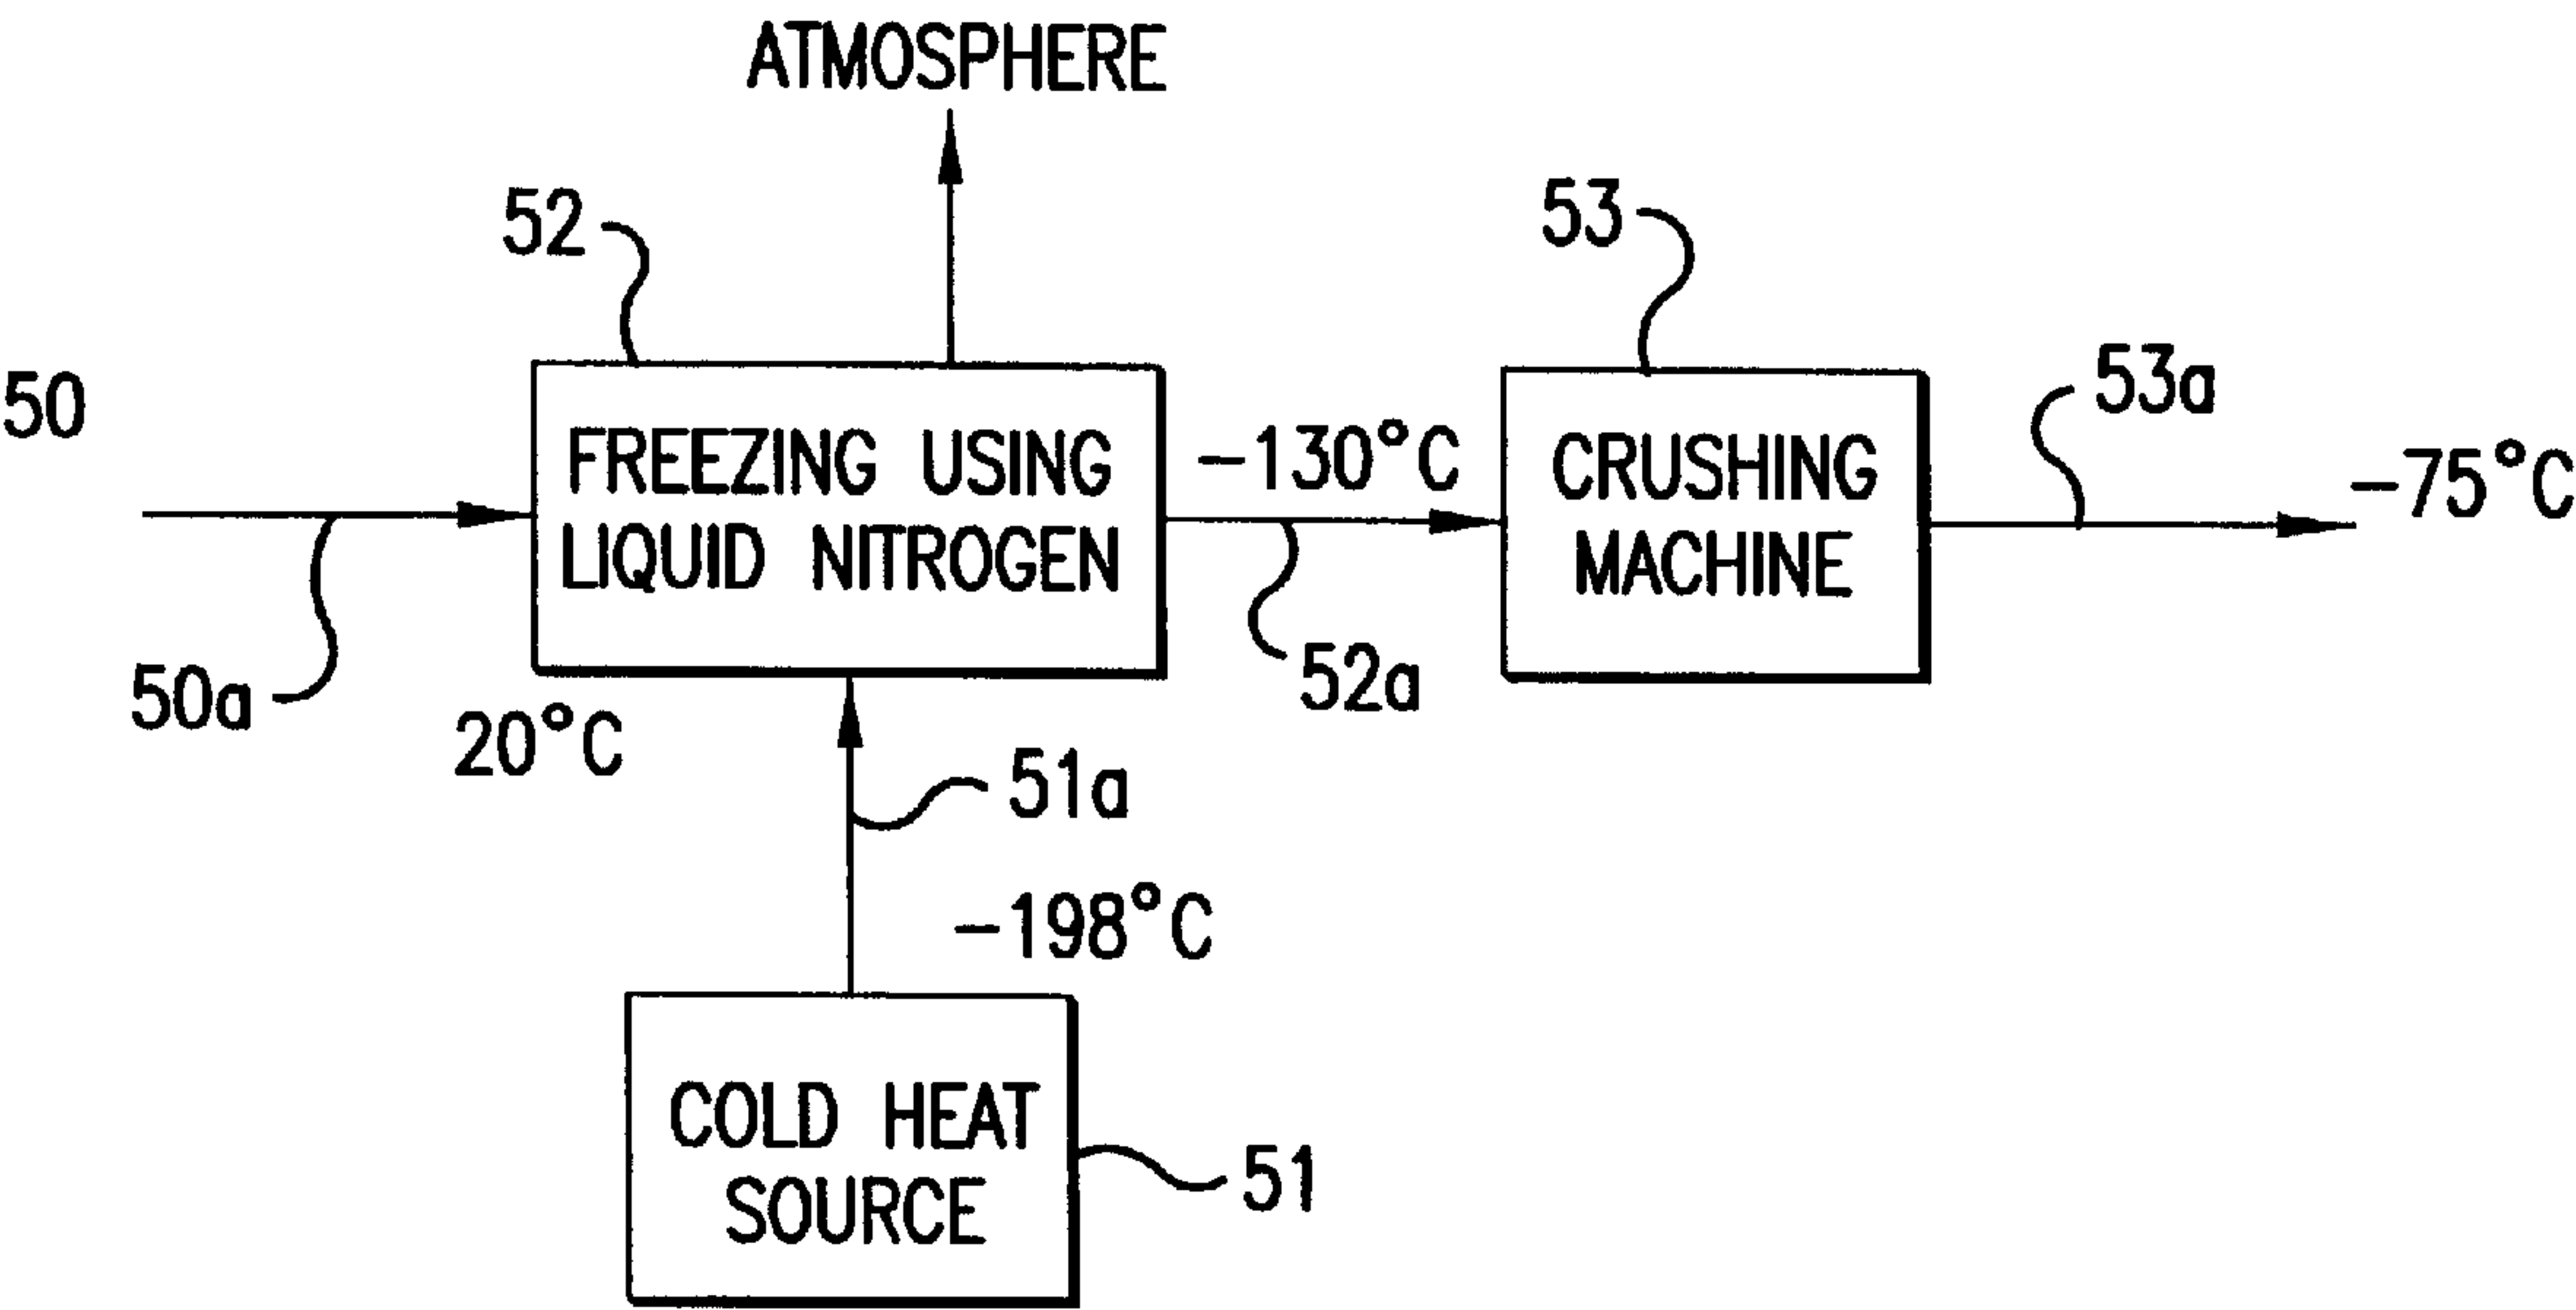 ATMOSPHERE
52
53
50
FREEZING USING
LIQUID NITROGEN
-130°C
CRUSHING
MACHINE
53a
-75°C
50a
20°C
52a
51a
-198°C
COLD HEAT
SOURCE
51